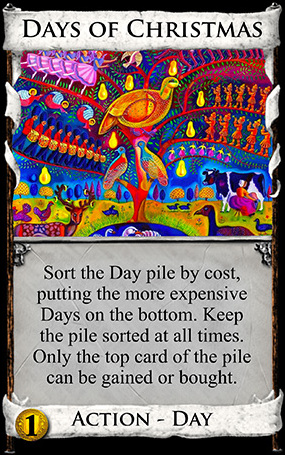 DAYS OF CHRISTMAS
Sort the Day pile by cost,
putting the more expensive
Days on the bottom. Keep
the pile sorted at all times.
Only the top card of the pile
can be gained or bought.
1
ACTION - DAY